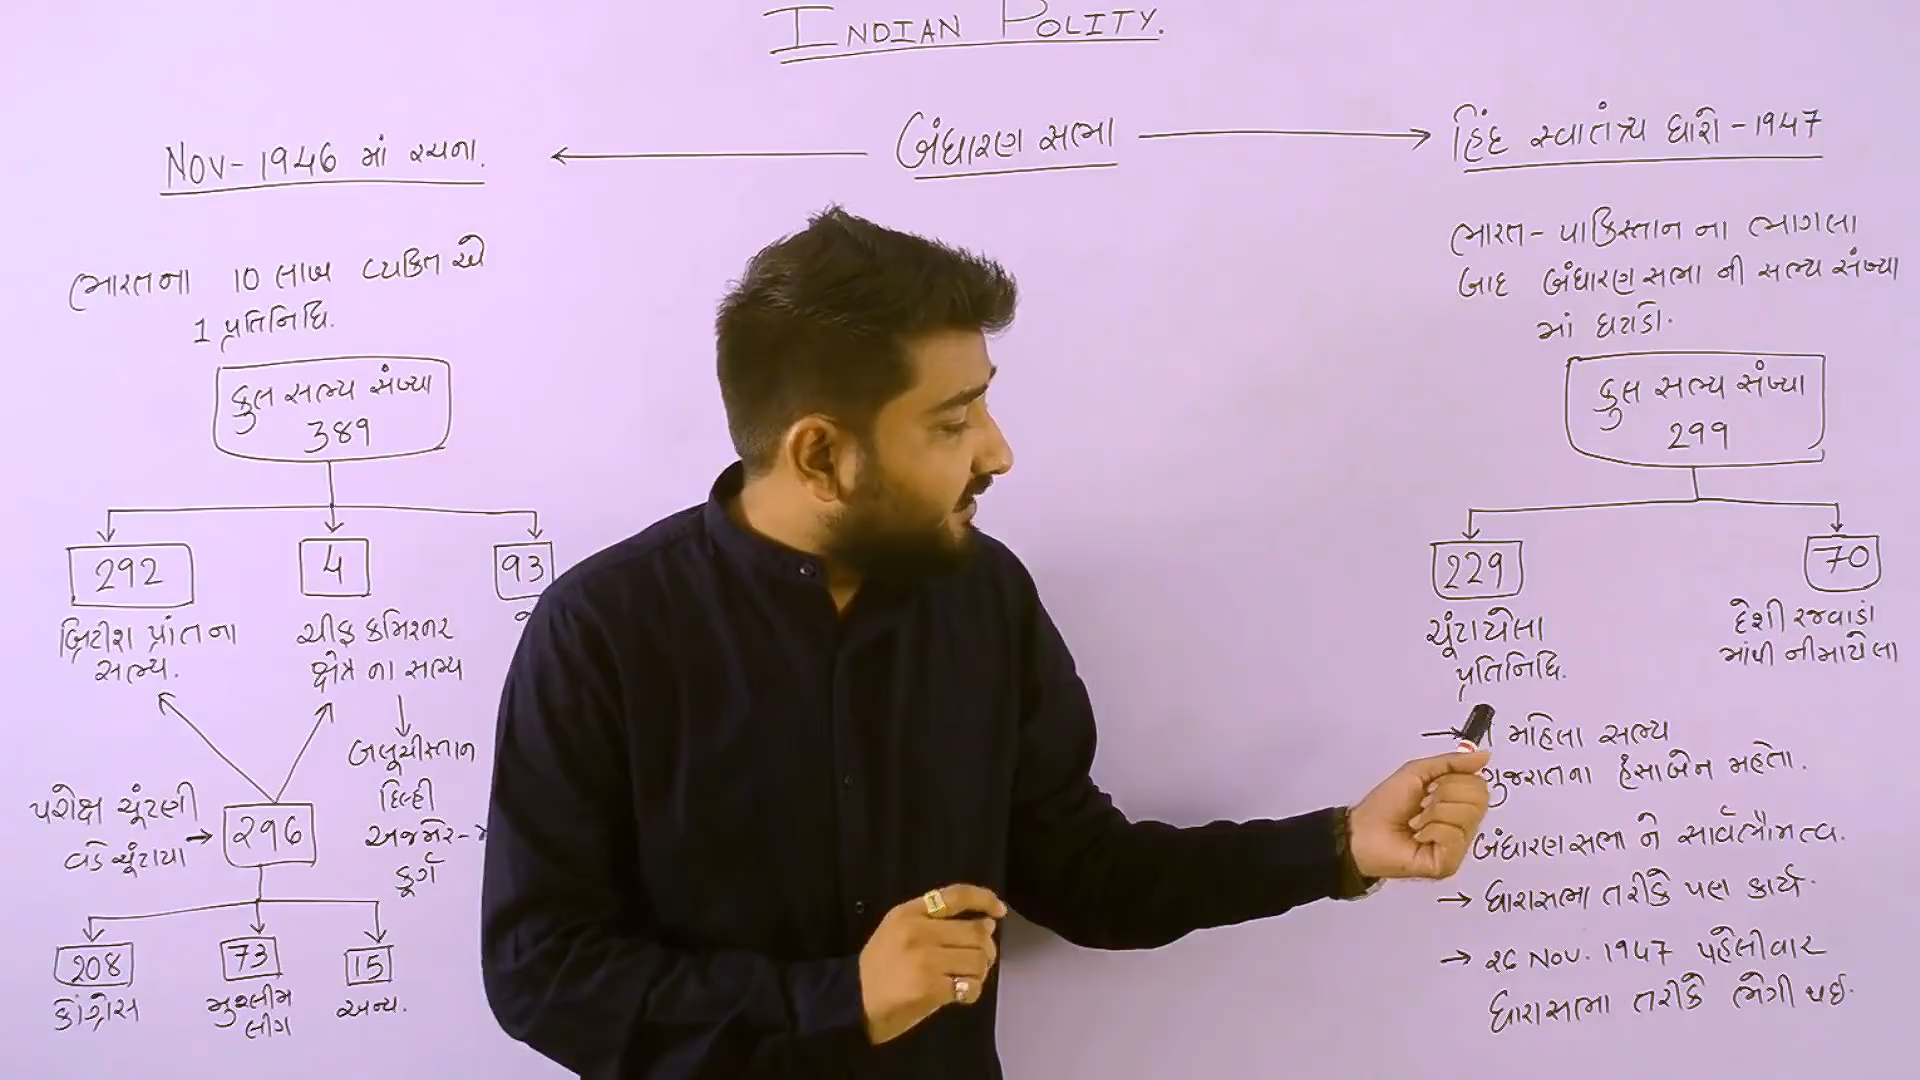 INDIAN POLITY.
બંધારણ સભા
NOV-1946 માં રચના.
ભારતના 10 લાખ વ્યકિત એ
1 પ્રતિનિધિ.
કુલ સભ્ય સંખ્યા
389
292
4
93
બ્રિટીશ પ્રાંતના
સભ્ય.
ચીફ કમિશ્નર
ક્ષેત્ર ના સભ્ય
બલૂચીસ્તાન
દિલ્હી
અજમેર-
કૂર્ગ
પરોક્ષ ચૂંટણી
વડે ચૂંટાયા
296
208
73
15
કોંગ્રેસ
મુસ્લીમ
લીગ
અન્ય.
હિંદ સ્વાતંત્ર્ય ધારો-1947
ભારત-પાકિસ્તાન ના ભાગલા
બાદ બંધારણ સભા ની સભ્ય સંખ્યા
માં ઘટાડો.
કુલ સભ્ય સંખ્યા
299
229
70
ચૂંટાયેલા
પ્રતિનિધિ.
દેશી રજવાડાં
માંથી નીમાયેલા
મહિલા સભ્ય
ગુજરાતના હંસાબેન મહેતા.
બંધારણ સભા ને સાર્વભૌમત્વ.
→ ધારાસભા તરીકે પણ કાર્ય.
→ 26 NOV. 1947 પહેલીવાર
ધારાસભા તરીકે ભેગી થઈ.